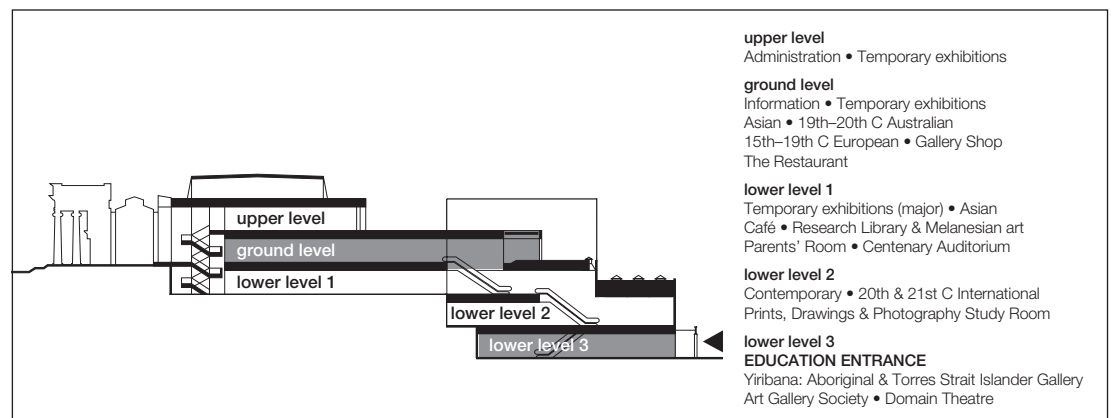 upper level
ground level
lower level 1
lower level 2
lower level 3
upper level
Administration • Temporary exhibitions
ground level
Information • Temporary exhibitions
Asian • 19th–20th C Australian
15th–19th C European • Gallery Shop
The Restaurant
lower level 1
Temporary exhibitions (major) • Asian
Café • Research Library & Melanesian art
Parents’ Room • Centenary Auditorium
lower level 2
Contemporary • 20th & 21st C International
Prints, Drawings & Photography Study Room
lower level 3
EDUCATION ENTRANCE
Yiribana: Aboriginal & Torres Strait Islander Gallery
Art Gallery Society • Domain Theatre